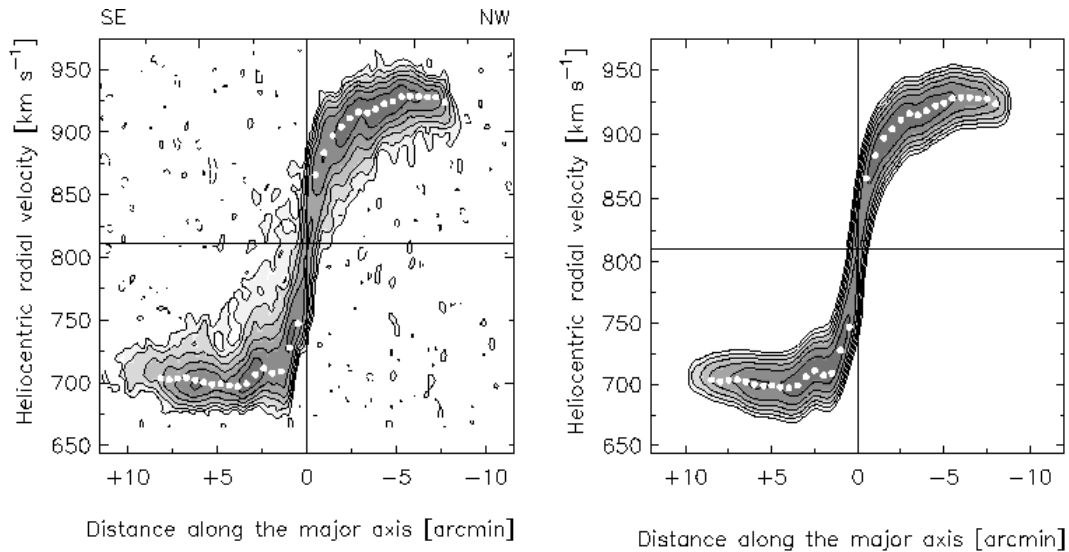 SE NW
Heliocentric radial velocity [km s⁻¹]
950
900
850
800
750
700
650
+10 +5 0 −5 −10
Distance along the major axis [arcmin]
Heliocentric radial velocity [km s⁻¹]
950
900
850
800
750
700
650
+10 +5 0 −5 −10
Distance along the major axis [arcmin]